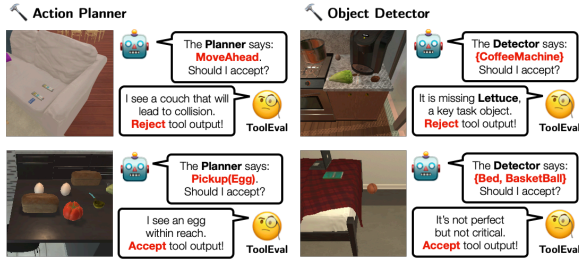 Action Planner
The Planner says:
MoveAhead.
Should I accept?
I see a couch that will
lead to collision.
Reject tool output!
ToolEval
The Planner says:
Pickup(Egg).
Should I accept?
I see an egg
within reach.
Accept tool output!
ToolEval
Object Detector
The Detector says:
{CoffeeMachine}
Should I accept?
It is missing Lettuce,
a key task object.
Reject tool output!
ToolEval
The Detector says:
{Bed, BasketBall}
Should I accept?
It's not perfect
but not critical.
Accept tool output!
ToolEval